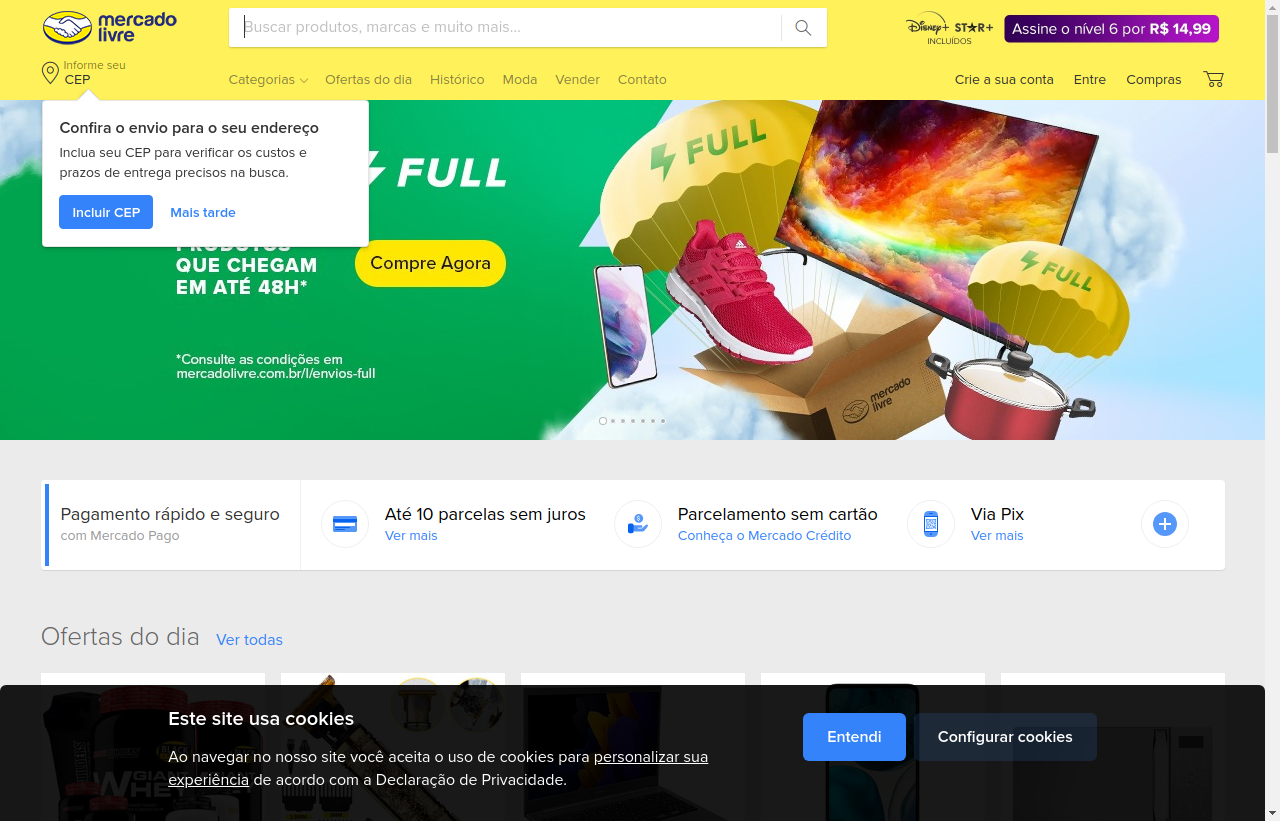 mercado
livre
Buscar produtos, marcas e muito mais...
Disney+ ST★R+
INCLUÍDOS
Assine o nível 6 por R$ 14,99
Informe seu
CEP
Categorias
Ofertas do dia
Histórico
Moda
Vender
Contato
Crie a sua conta
Entre
Compras
Confira o envio para o seu endereço
Inclua seu CEP para verificar os custos e
prazos de entrega precisos na busca.
Incluir CEP
Mais tarde
FULL
PRODUTOS
QUE CHEGAM
EM ATÉ 48H*
Compre Agora
*Consulte as condições em
mercadolivre.com.br/l/envios-full
FULL
FULL
mercado
livre
Pagamento rápido e seguro
com Mercado Pago
Até 10 parcelas sem juros
Ver mais
Parcelamento sem cartão
Conheça o Mercado Crédito
Via Pix
Ver mais
Ofertas do dia
Ver todas
Este site usa cookies
Ao navegar no nosso site você aceita o uso de cookies para personalizar sua
experiência de acordo com a Declaração de Privacidade.
Entendi
Configurar cookies